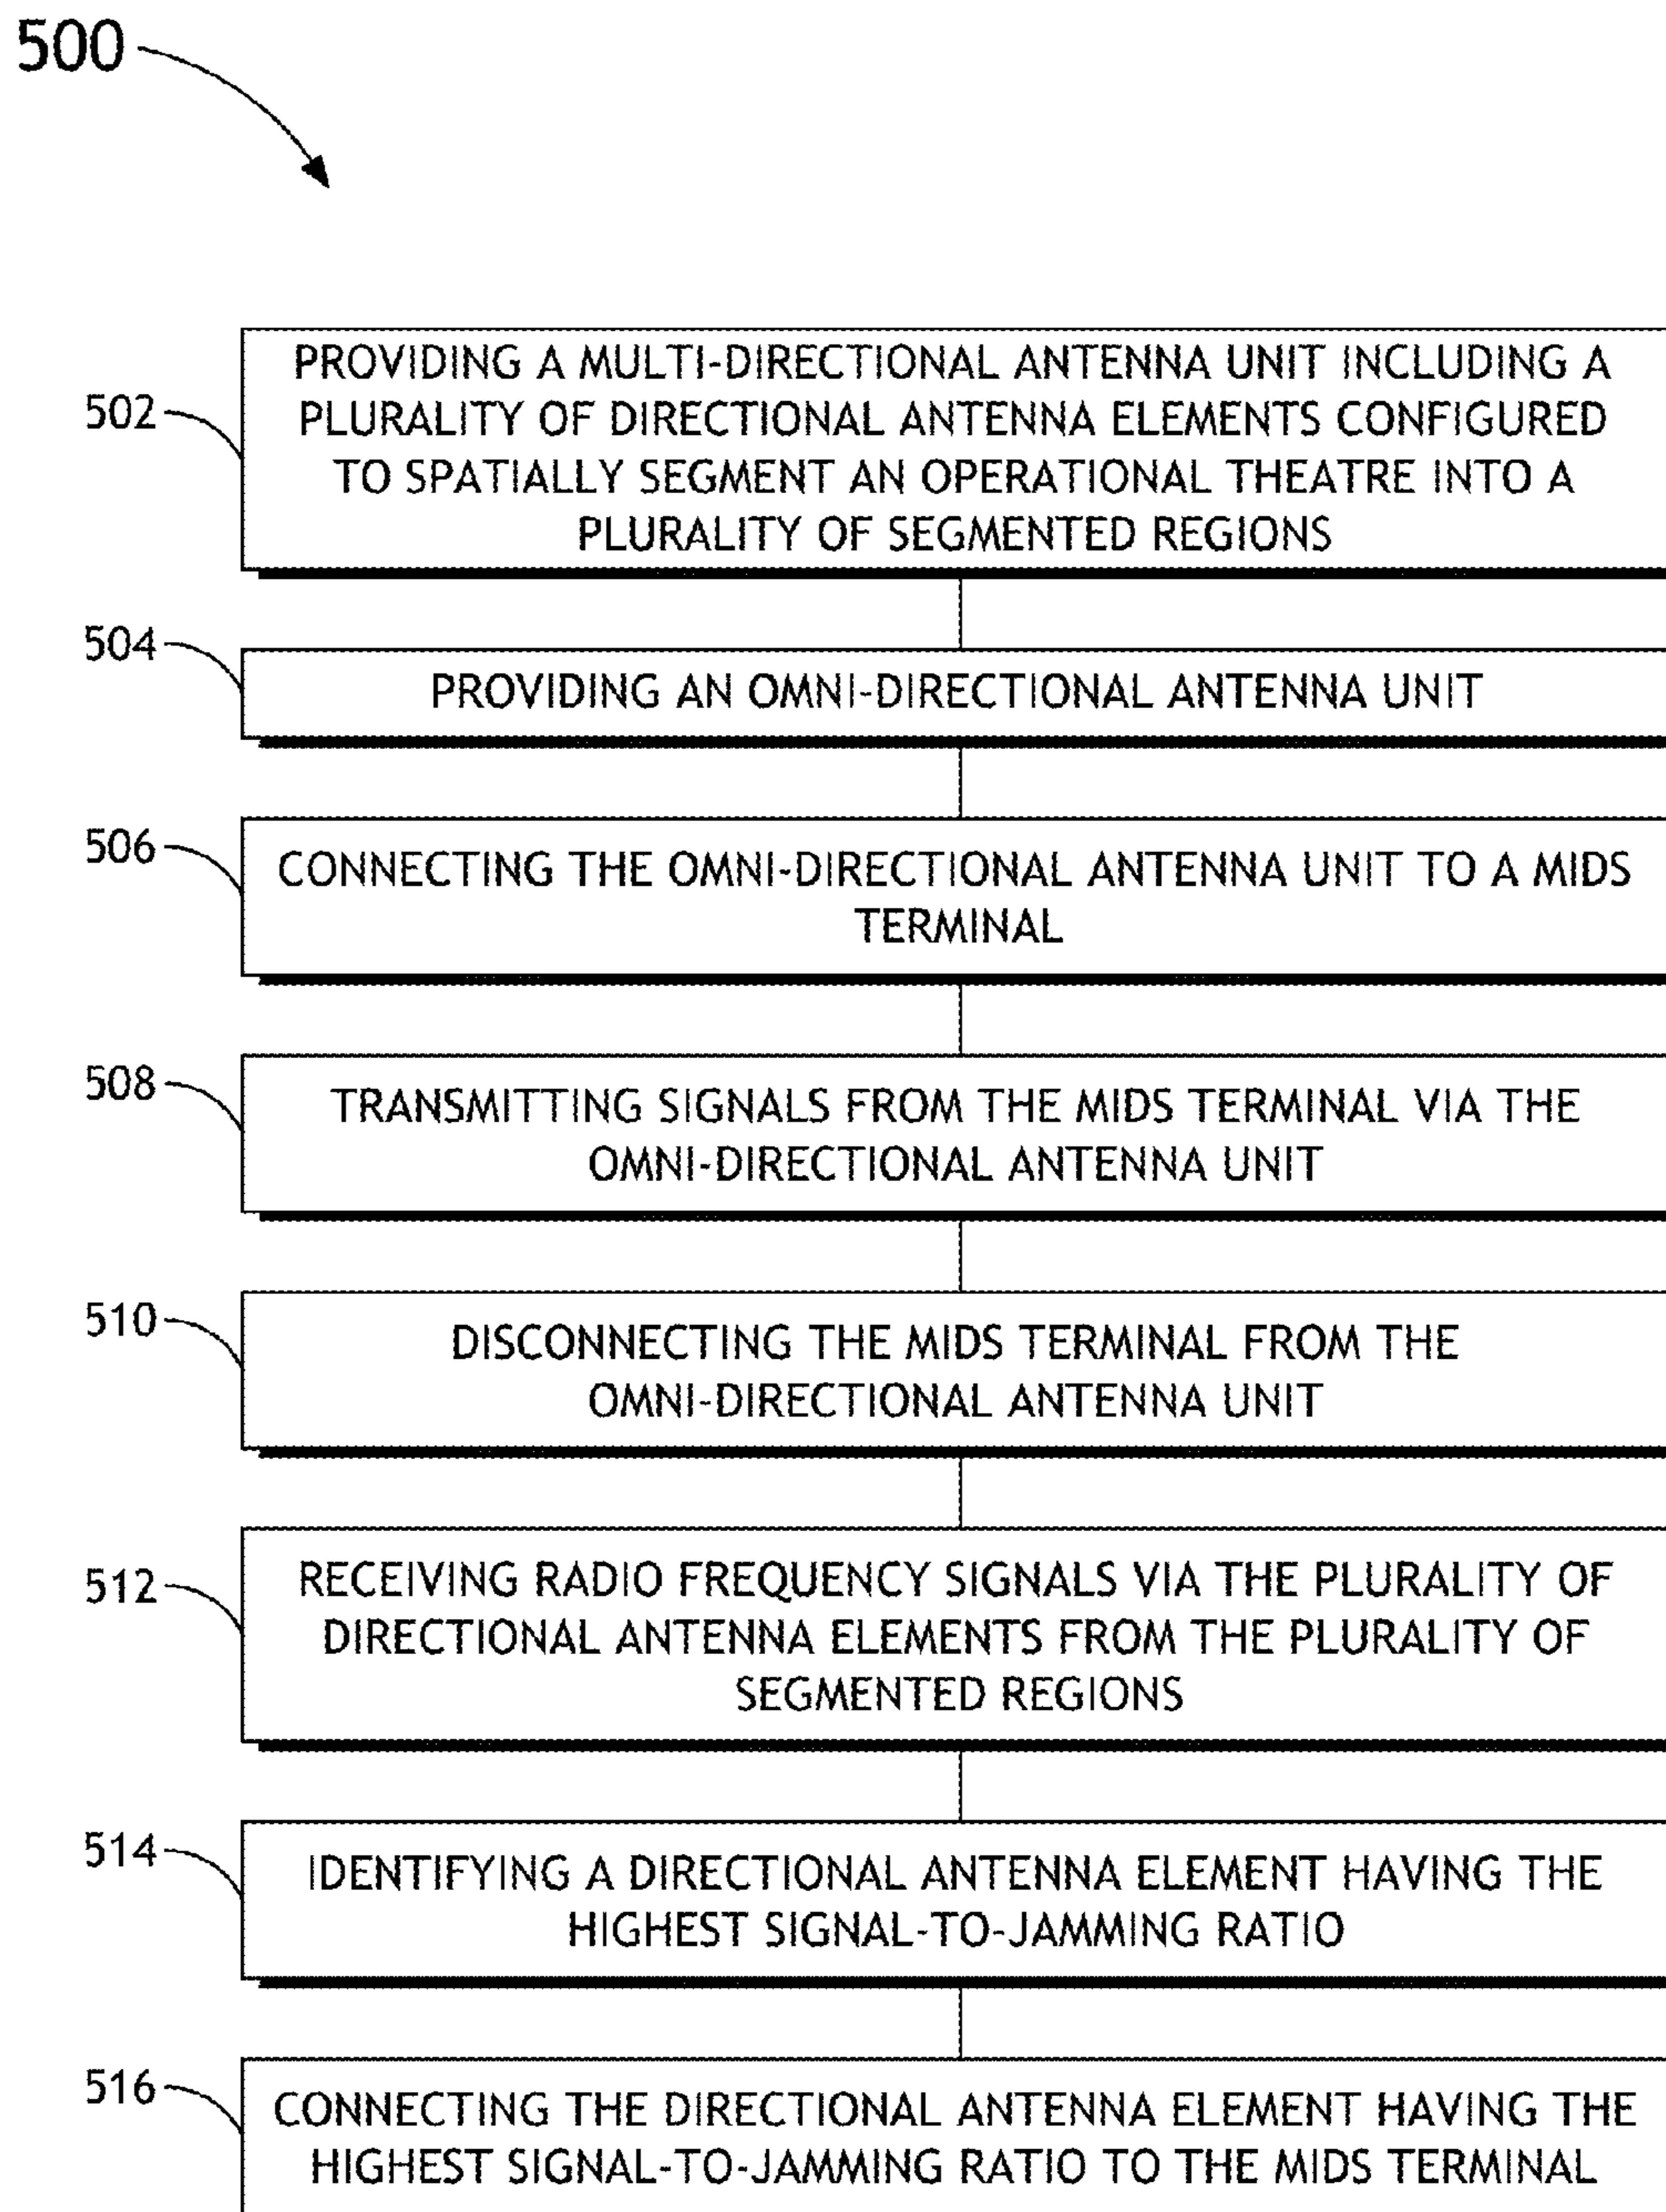 500
502
PROVIDING A MULTI-DIRECTIONAL ANTENNA UNIT INCLUDING A
PLURALITY OF DIRECTIONAL ANTENNA ELEMENTS CONFIGURED
TO SPATIALLY SEGMENT AN OPERATIONAL THEATRE INTO A
PLURALITY OF SEGMENTED REGIONS
504
PROVIDING AN OMNI-DIRECTIONAL ANTENNA UNIT
506
CONNECTING THE OMNI-DIRECTIONAL ANTENNA UNIT TO A MIDS
TERMINAL
508
TRANSMITTING SIGNALS FROM THE MIDS TERMINAL VIA THE
OMNI-DIRECTIONAL ANTENNA UNIT
510
DISCONNECTING THE MIDS TERMINAL FROM THE
OMNI-DIRECTIONAL ANTENNA UNIT
512
RECEIVING RADIO FREQUENCY SIGNALS VIA THE PLURALITY OF
DIRECTIONAL ANTENNA ELEMENTS FROM THE PLURALITY OF
SEGMENTED REGIONS
514
IDENTIFYING A DIRECTIONAL ANTENNA ELEMENT HAVING THE
HIGHEST SIGNAL-TO-JAMMING RATIO
516
CONNECTING THE DIRECTIONAL ANTENNA ELEMENT HAVING THE
HIGHEST SIGNAL-TO-JAMMING RATIO TO THE MIDS TERMINAL